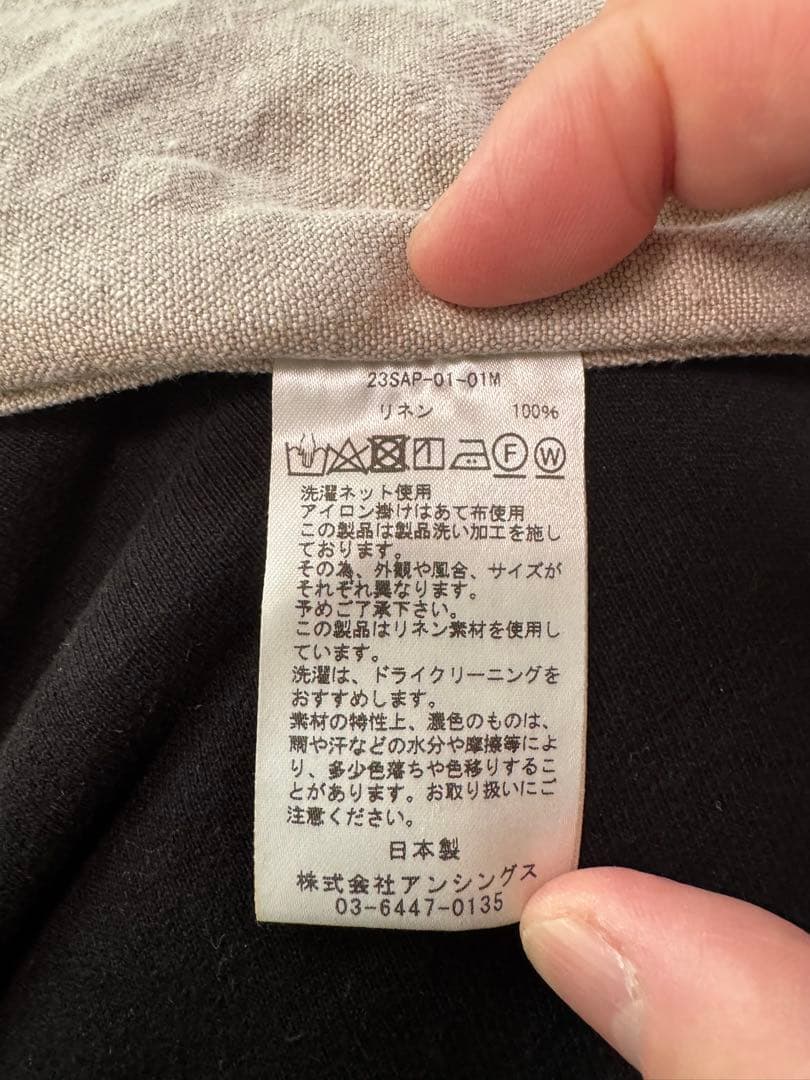 23SAP-01-01M
リネン 100%
F W
洗濯ネット使用
アイロン掛けはあて布使用
この製品は製品洗い加工を施し
ております。
その為、外観や風合、サイズが
それぞれ異なります。
予めご了承下さい。
この製品はリネン素材を使用し
ています。
洗濯は、ドライクリーニングを
おすすめします。
素材の特性上、濃色のものは、
雨や汗などの水分や摩擦等によ
り、多少色落ちや色移りするこ
とがあります。お取り扱いにご
注意ください。
日本製
株式会社アンシングス
03-6447-0135